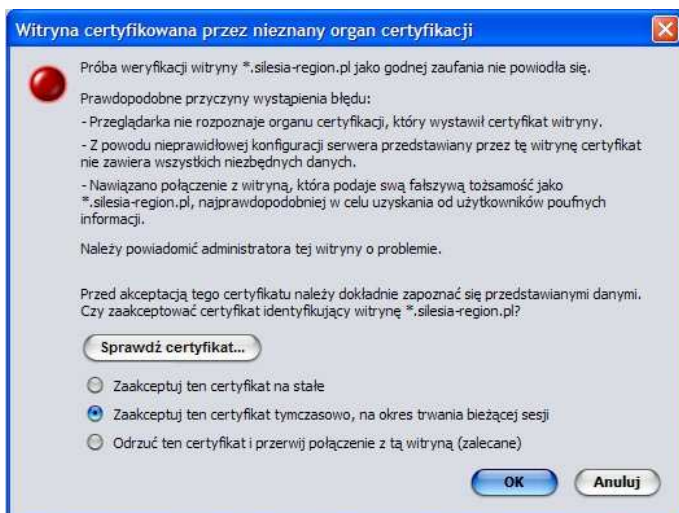 Witryna certyfikowana przez nieznany organ certyfikacji
Próba weryfikacji witryny *.silesia-region.pl jako godnej zaufania nie powiodła się.
Prawdopodobne przyczyny wystąpienia błędu:
- Przeglądarka nie rozpoznaje organu certyfikacji, który wystawił certyfikat witryny.
- Z powodu nieprawidłowej konfiguracji serwera przedstawiany przez tę witrynę certyfikat
nie zawiera wszystkich niezbędnych danych.
- Nawiązano połączenie z witryną, która podaje swą fałszywą tożsamość jako
*.silesia-region.pl, najprawdopodobniej w celu uzyskania od użytkowników poufnych
informacji.
Należy powiadomić administratora tej witryny o problemie.
Przed akceptacją tego certyfikatu należy dokładnie zapoznać się przedstawianymi danymi.
Czy zaakceptować certyfikat identyfikujący witrynę *.silesia-region.pl?
Sprawdź certyfikat...
Zaakceptuj ten certyfikat na stałe
Zaakceptuj ten certyfikat tymczasowo, na okres trwania bieżącej sesji
Odrzuć ten certyfikat i przerwij połączenie z tą witryną (zalecane)
OK Anuluj